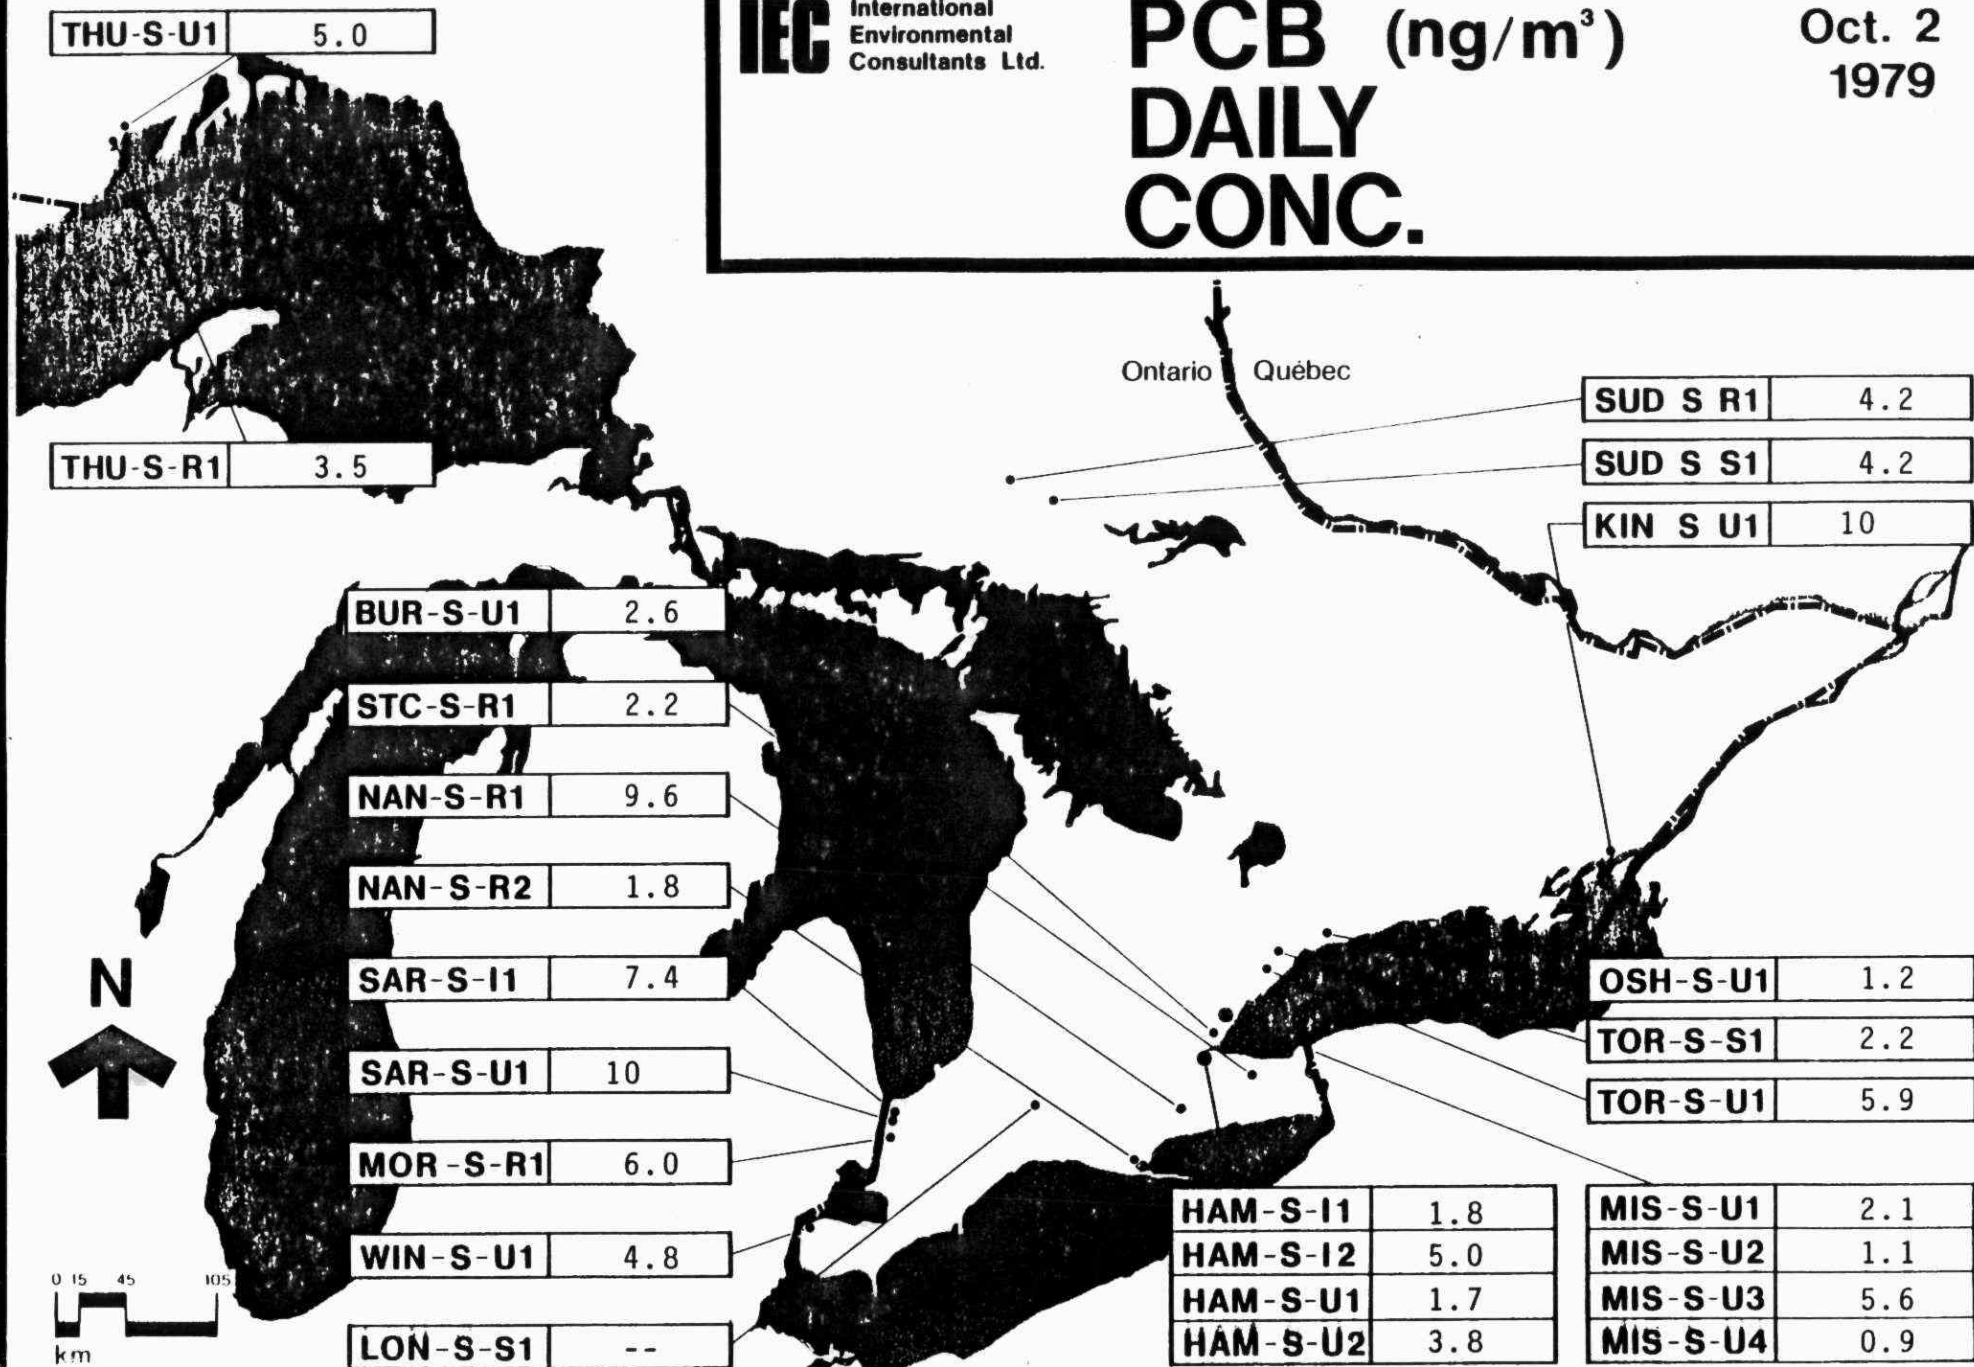 THU-S-U1 5.0
IEC International
Environmental
Consultants Ltd.
PCB (ng/m³)
DAILY
CONC.
Oct. 2
1979
Ontario Québec
THU-S-R1 3.5
SUD S R1 4.2
SUD S S1 4.2
KIN S U1 10
BUR-S-U1 2.6
STC-S-R1 2.2
NAN-S-R1 9.6
NAN-S-R2 1.8
SAR-S-I1 7.4
SAR-S-U1 10
MOR-S-R1 6.0
WIN-S-U1 4.8
LON-S-S1 --
N
0 15 45 105
km
OSH-S-U1 1.2
TOR-S-S1 2.2
TOR-S-U1 5.9
HAM-S-I1 1.8
HAM-S-I2 5.0
HAM-S-U1 1.7
HAM-S-U2 3.8
MIS-S-U1 2.1
MIS-S-U2 1.1
MIS-S-U3 5.6
MIS-S-U4 0.9